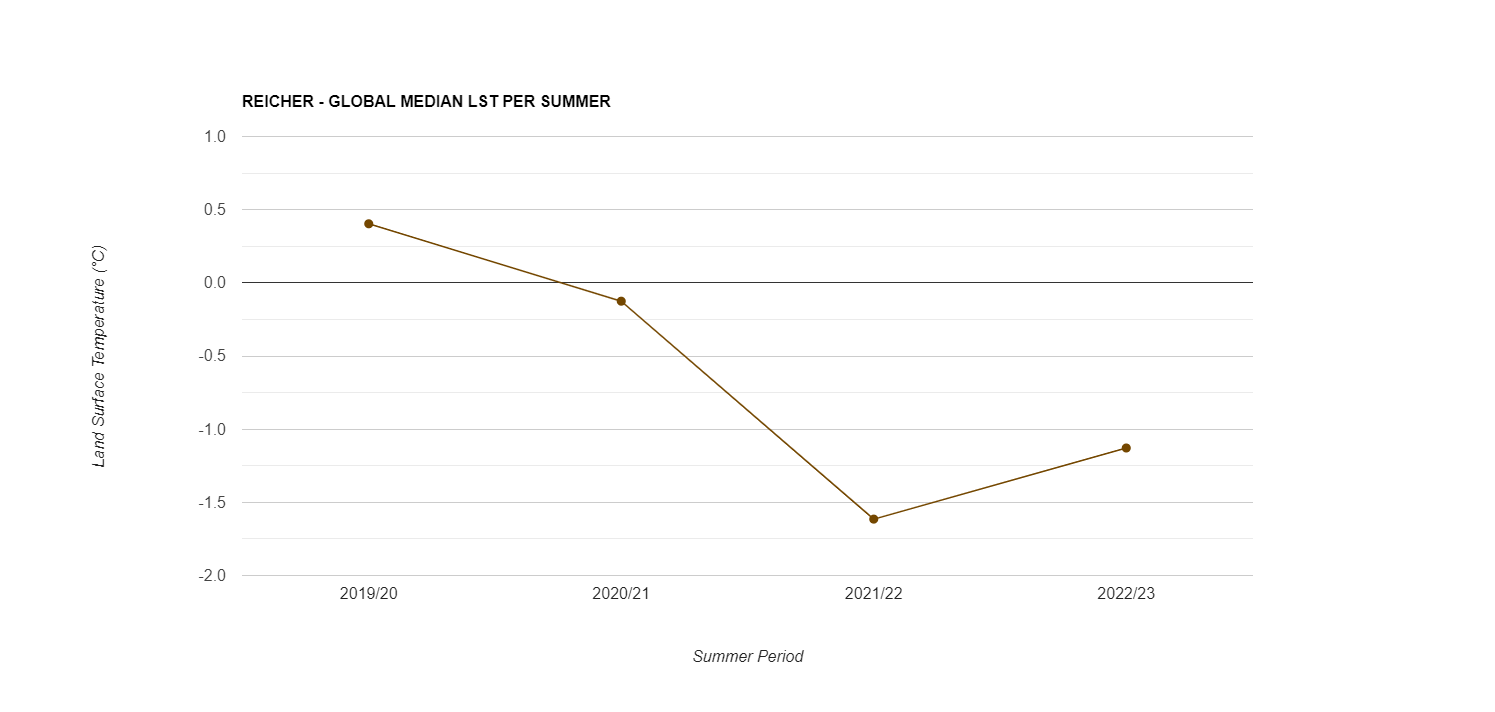 REICHER - GLOBAL MEDIAN LST PER SUMMER
1.0
0.5
0.0
-0.5
-1.0
-1.5
-2.0
Land Surface Temperature (°C)
2019/20 2020/21 2021/22 2022/23
Summer Period